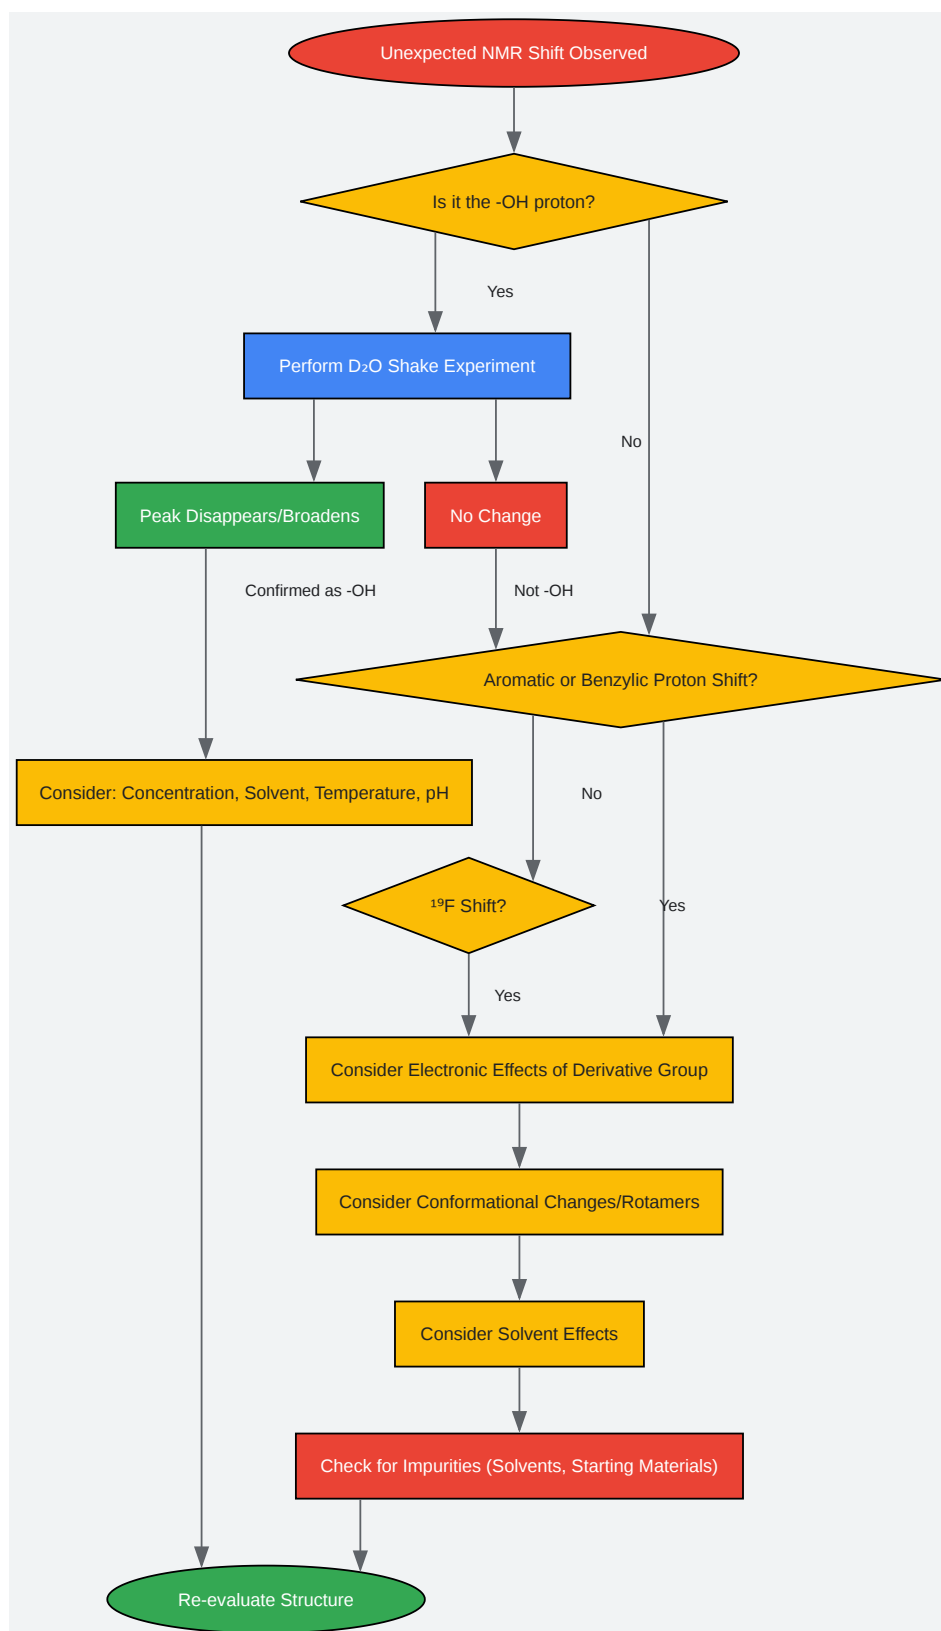 Unexpected NMR Shift Observed
Is it the -OH proton?
Yes
Perform D₂O Shake Experiment
No
Peak Disappears/Broadens
No Change
Confirmed as -OH
Not -OH
Aromatic or Benzylic Proton Shift?
Consider: Concentration, Solvent, Temperature, pH
No
¹⁹F Shift?
Yes
Yes
Consider Electronic Effects of Derivative Group
Consider Conformational Changes/Rotamers
Consider Solvent Effects
Check for Impurities (Solvents, Starting Materials)
Re-evaluate Structure